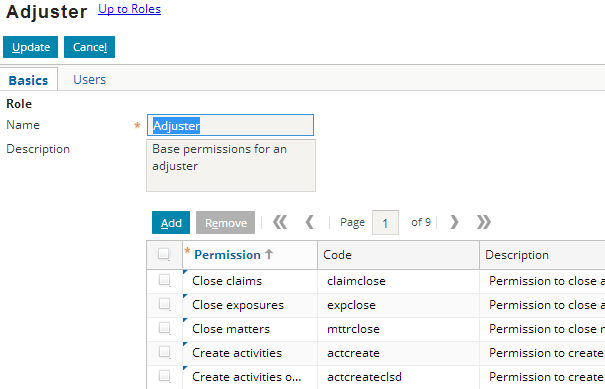 Adjuster Up to Roles
Update Cancel
Basics Users
Role
Name * Adjuster
Description Base permissions for an
adjuster
Add Remove Page 1 of 9
* Permission Code Description
Close claims claimclose Permission to close a
Close exposures expclose Permission to close a
Close matters mttrclose Permission to close m
Create activities actcreate Permission to create
Create activities o... actcreateclsd Permission to create